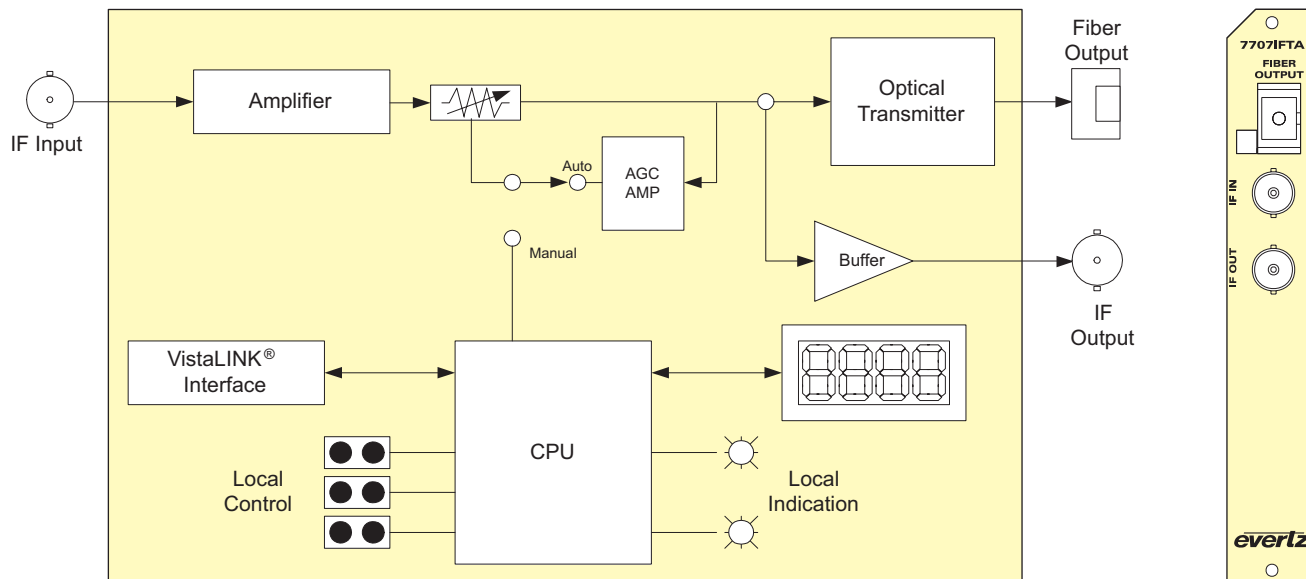 IF Input
Amplifier
Optical
Transmitter
Fiber
Output
Auto
AGC
AMP
Manual
Buffer
IF
Output
VistaLINK®
Interface
CPU
Local
Control
Local
Indication
7707IFTA
FIBER
OUTPUT
IF IN
IF OUT
everlz